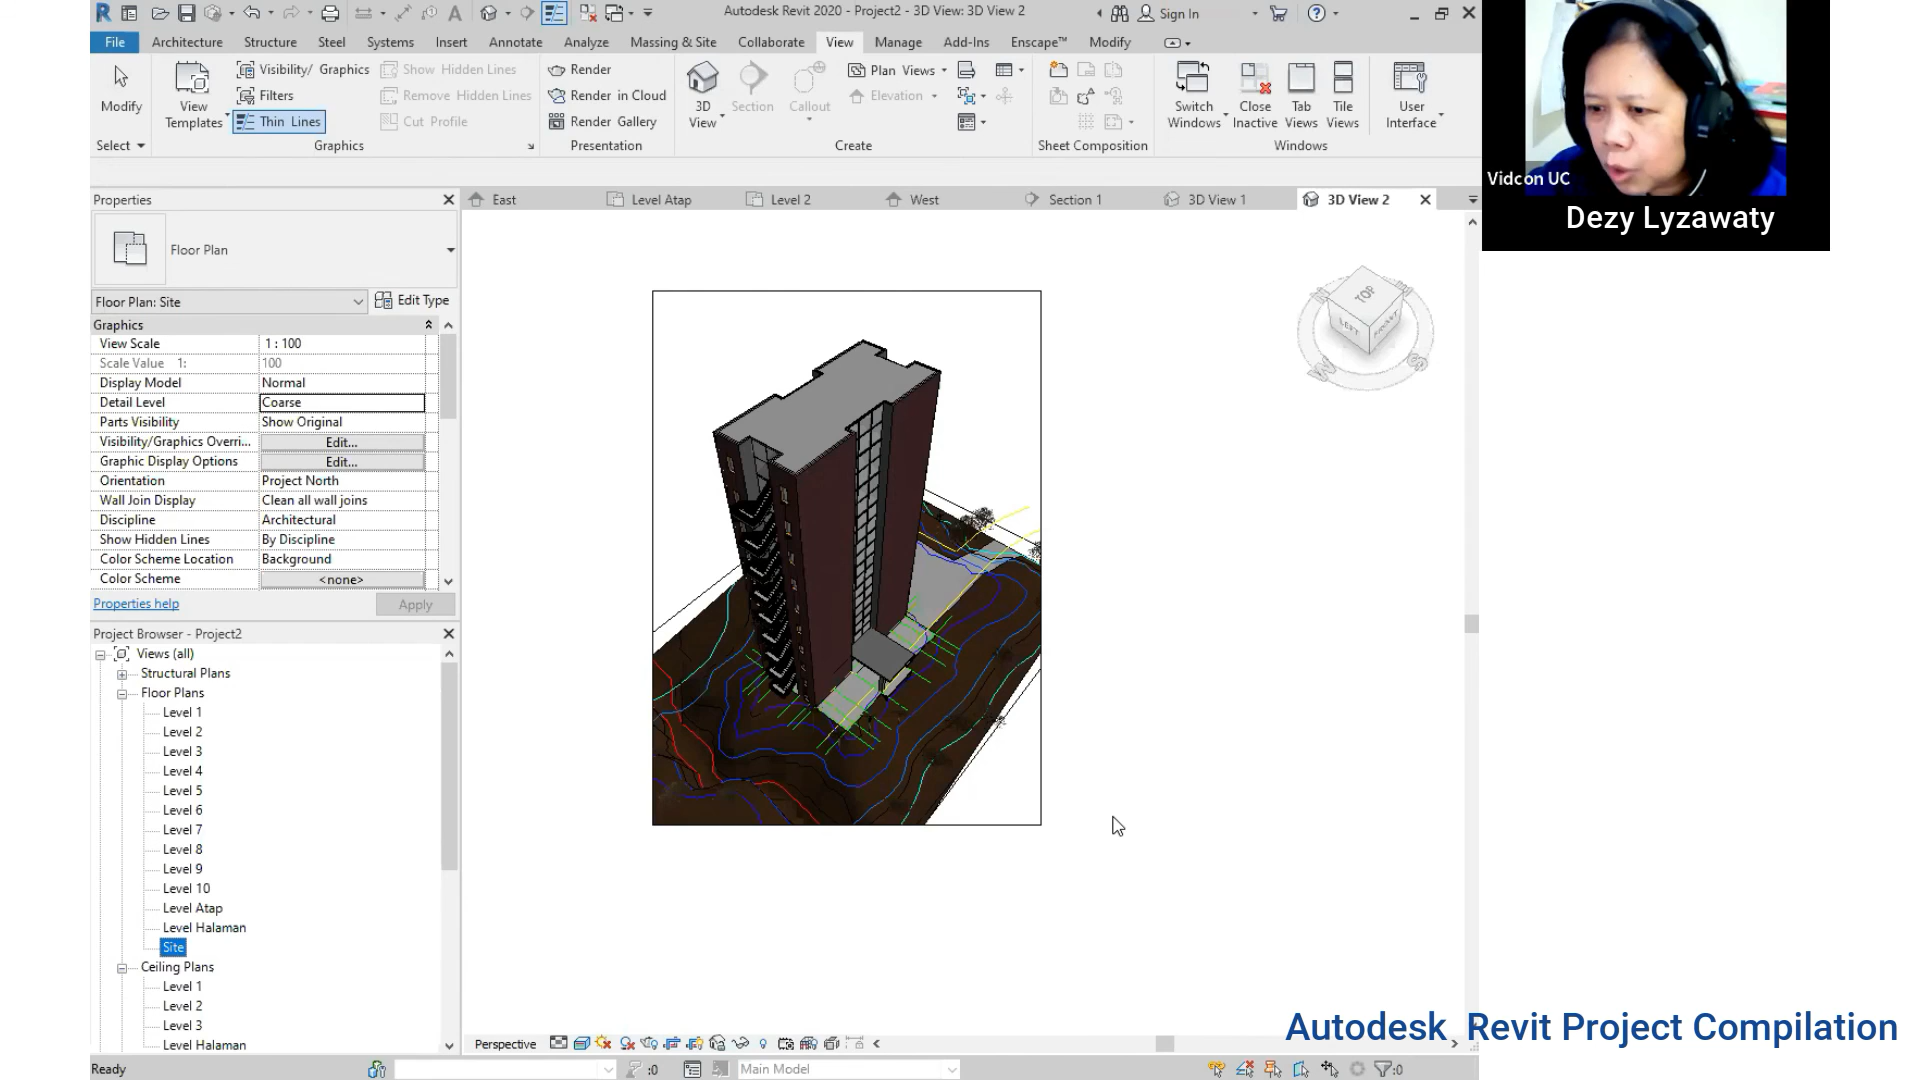 Autodesk Revit 2020 - Project2 - 3D View: 3D View 2
Sign In
File Architecture Structure Steel Systems Insert Annotate Analyze Massing & Site Collaborate View Manage Add-Ins Enscape™ Modify
Modify
Select
View Templates
Visibility/ Graphics
Filters
Thin Lines
Show Hidden Lines
Remove Hidden Lines
Cut Profile
Graphics
Render
Render in Cloud
Render Gallery
Presentation
3D View
Section
Callout
Plan Views
Elevation
Create
Sheet Composition
Switch Windows
Close Inactive
Tab Views
Tile Views
Windows
User Interface
Vidcon UC
Dezy Lyzawaty
Properties
East
Level Atap
Level 2
West
Section 1
3D View 1
3D View 2
Floor Plan
Floor Plan: Site
Edit Type
Graphics
View Scale 1 : 100
Scale Value 1: 100
Display Model Normal
Detail Level Coarse
Parts Visibility Show Original
Visibility/Graphics Overri... Edit...
Graphic Display Options Edit...
Orientation Project North
Wall Join Display Clean all wall joins
Discipline Architectural
Show Hidden Lines By Discipline
Color Scheme Location Background
Color Scheme <none>
Properties help
Apply
TOP
LEFT
FRONT
Project Browser - Project2
Views (all)
Structural Plans
Floor Plans
Level 1
Level 2
Level 3
Level 4
Level 5
Level 6
Level 7
Level 8
Level 9
Level 10
Level Atap
Level Halaman
Site
Ceiling Plans
Level 1
Level 2
Level 3
Level Halaman
Perspective
Autodesk Revit Project Compilation
Ready
:0
Main Model
:0